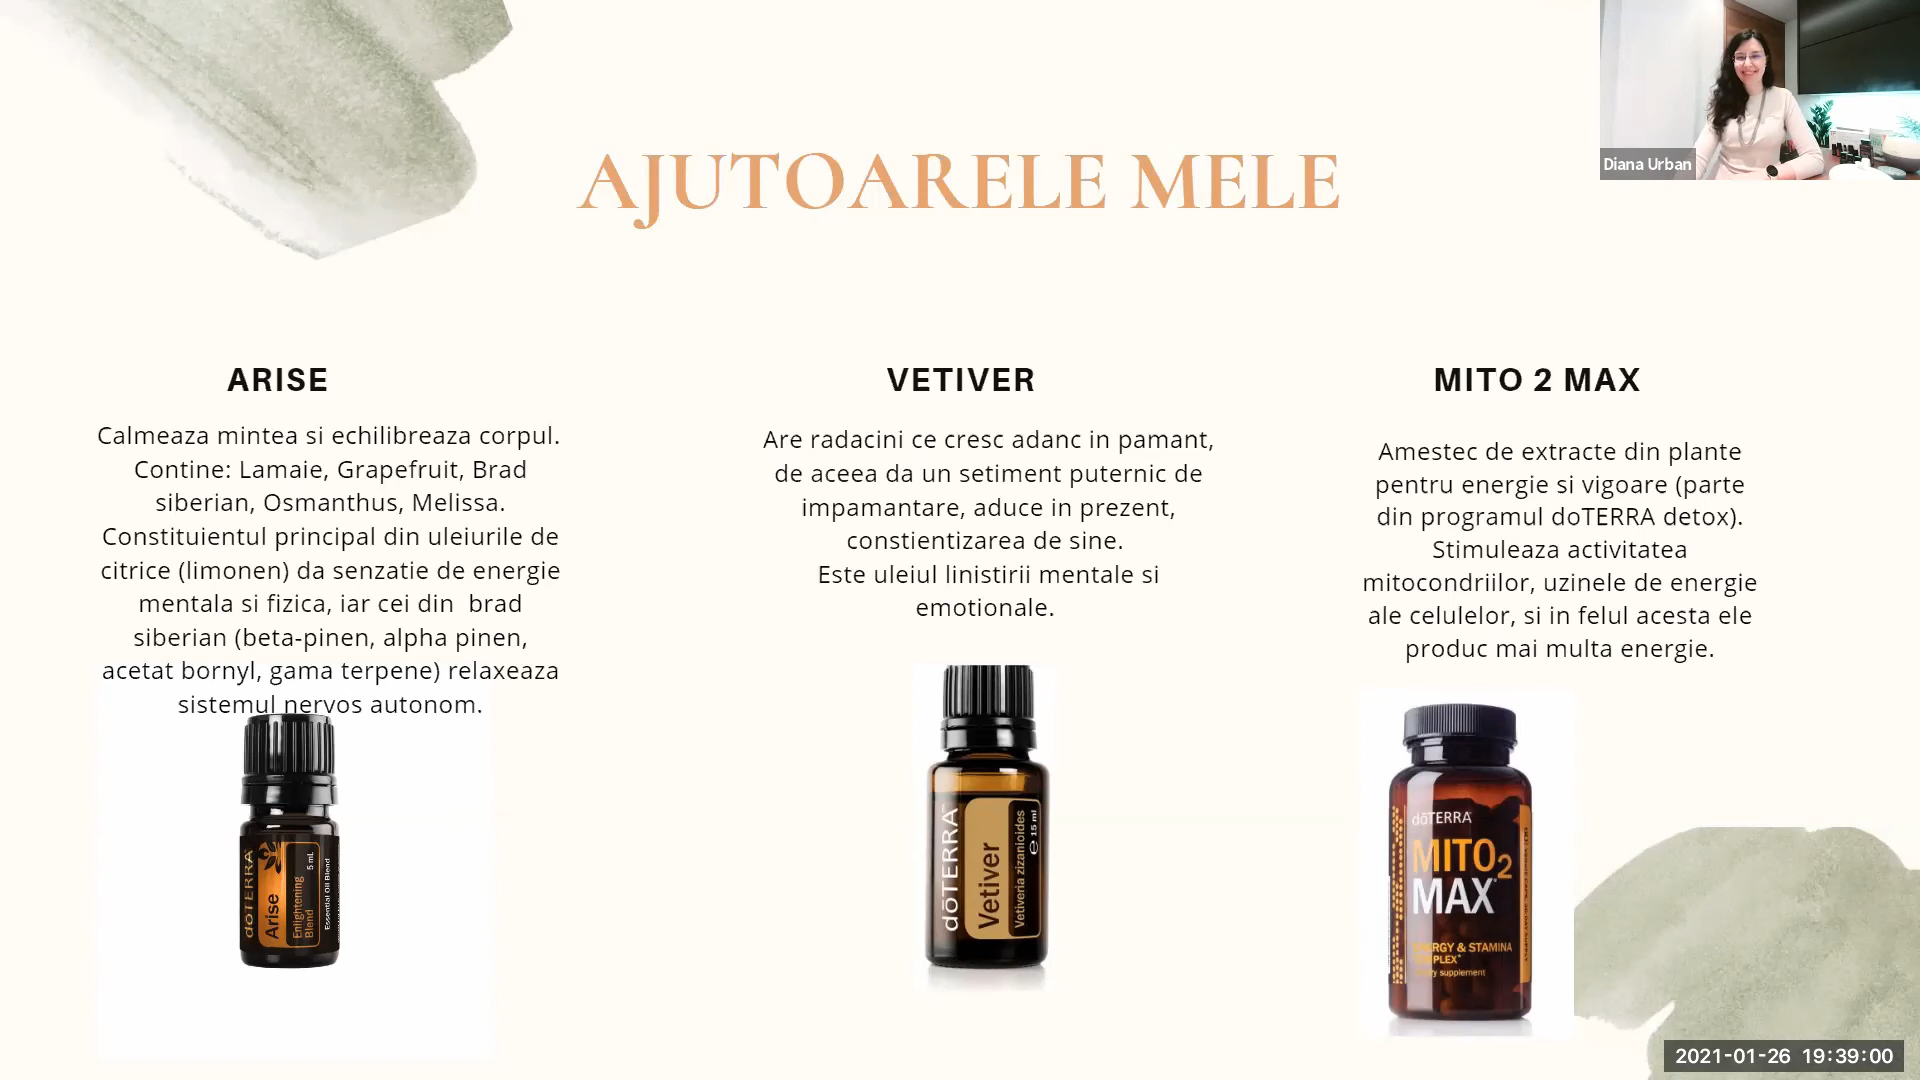 Diana Urban
AJUTOARELE MELE
ARISE
Calmeaza mintea si echilibreaza corpul.
Contine: Lamaie, Grapefruit, Brad
siberian, Osmanthus, Melissa.
Constituientul principal din uleiurile de
citrice (limonen) da senzatie de energie
mentala si fizica, iar cei din  brad
siberian (beta-pinen, alpha pinen,
acetat bornyl, gama terpene) relaxeaza
sistemul nervos autonom.
dōTERRA
Arise
Enlightening
Blend
5 mL
Essential Oil Blend
VETIVER
Are radacini ce cresc adanc in pamant,
de aceea da un setiment puternic de
impamantare, aduce in prezent,
constientizarea de sine.
Este uleiul linistirii mentale si
emotionale.
dōTERRA
Vetiver
Vetiveria zizanioides
℮ 15 ml
MITO 2 MAX
Amestec de extracte din plante
pentru energie si vigoare (parte
din programul doTERRA detox).
Stimuleaza activitatea
mitocondriilor, uzinele de energie
ale celulelor, si in felul acesta ele
produc mai multa energie.
dōTERRA
MITO2
MAX
& STAMINA
supplement
2021-01-26 19:39:00